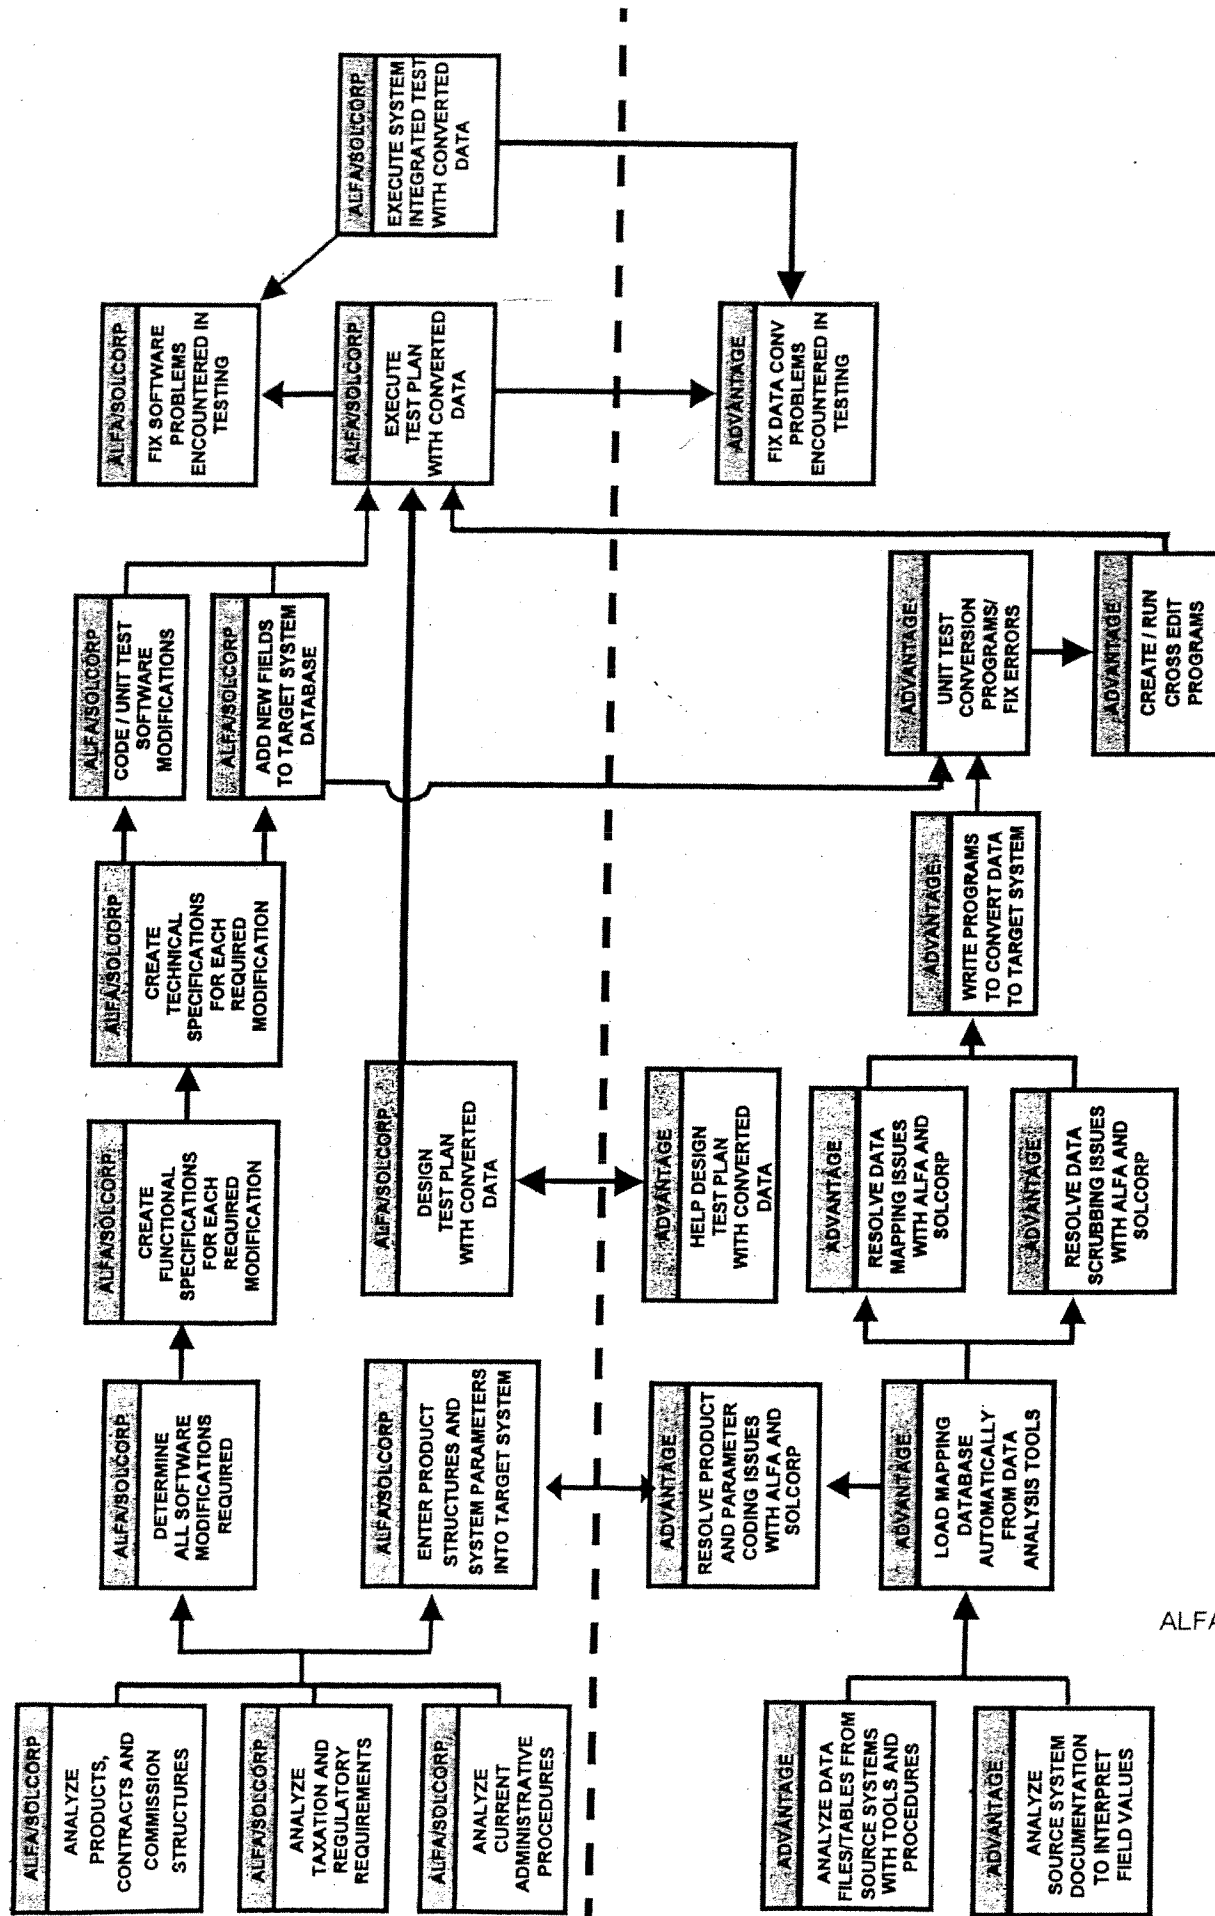 ALFA/SOLCORP
ANALYZE
PRODUCTS,
CONTRACTS AND
COMMISSION
STRUCTURES
ALFA/SOLCORP
ANALYZE
TAXATION AND
REGULATORY
REQUIREMENTS
ALFA/SOLCORP
ANALYZE
CURRENT
ADMINISTRATIVE
PROCEDURES
ALFA/SOLCORP
DETERMINE
ALL SOFTWARE
MODIFICATIONS
REQUIRED
ALFA/SOLCORP
ENTER PRODUCT
STRUCTURES AND
SYSTEM PARAMETERS
INTO TARGET SYSTEM
ALFA/SOLCORP
CREATE
FUNCTIONAL
SPECIFICATIONS
FOR EACH
REQUIRED
MODIFICATION
ALFA/SOLCORP
DESIGN
TEST PLAN
WITH CONVERTED
DATA
ALFA/SOLCORP
CREATE
TECHNICAL
SPECIFICATIONS
FOR EACH
REQUIRED
MODIFICATION
ALFA/SOLCORP
CODE / UNIT TEST
SOFTWARE
MODIFICATIONS
ALFA/SOLCORP
ADD NEW FIELDS
TO TARGET SYSTEM
DATABASE
ALFA/SOLCORP
FIX SOFTWARE
PROBLEMS
ENCOUNTERED IN
TESTING
ALFA/SOLCORP
EXECUTE
TEST PLAN
WITH CONVERTED
DATA
ALFA/SOLCORP
EXECUTE SYSTEM
INTEGRATED TEST
WITH CONVERTED
DATA
ADVANTAGE
ANALYZE DATA
FILES/TABLES FROM
SOURCE SYSTEMS
WITH TOOLS AND
PROCEDURES
ADVANTAGE
ANALYZE
SOURCE SYSTEM
DOCUMENTATION
TO INTERPRET
FIELD VALUES
ADVANTAGE
RESOLVE PRODUCT
AND PARAMETER
CODING ISSUES
WITH ALFA AND
SOLCORP
ADVANTAGE
LOAD MAPPING
DATABASE
AUTOMATICALLY
FROM DATA
ANALYSIS TOOLS
ADVANTAGE
HELP DESIGN
TEST PLAN
WITH CONVERTED
DATA
ADVANTAGE
RESOLVE DATA
MAPPING ISSUES
WITH ALFA AND
SOLCORP
ADVANTAGE
RESOLVE DATA
SCRUBBING ISSUES
WITH ALFA AND
SOLCORP
ADVANTAGE
WRITE PROGRAMS
TO CONVERT DATA
TO TARGET SYSTEM
ADVANTAGE
UNIT TEST
CONVERSION
PROGRAMS/
FIX ERRORS
ADVANTAGE
CREATE / RUN
CROSS EDIT
PROGRAMS
ADVANTAGE
FIX DATA CONV
PROBLEMS
ENCOUNTERED IN
TESTING
ALFA